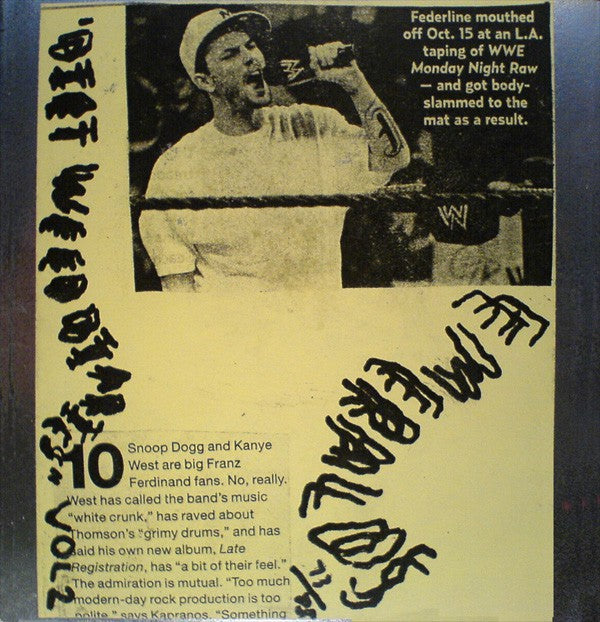 "DIRT WEED DIARIES" VOL 2
Federline mouthed
off Oct. 15 at an L.A.
taping of WWE
Monday Night Raw
— and got body-
slammed to the
mat as a result.
W
EMERALDS
10
Snoop Dogg and Kanye
West are big Franz
Ferdinand fans. No, really.
West has called the band's music
"white crunk," has raved about
Thomson's "grimy drums," and has
said his own new album, Late
Registration, has "a bit of their feel."
The admiration is mutual. "Too much
modern-day rock production is too
polite," says Kapranos. "Something